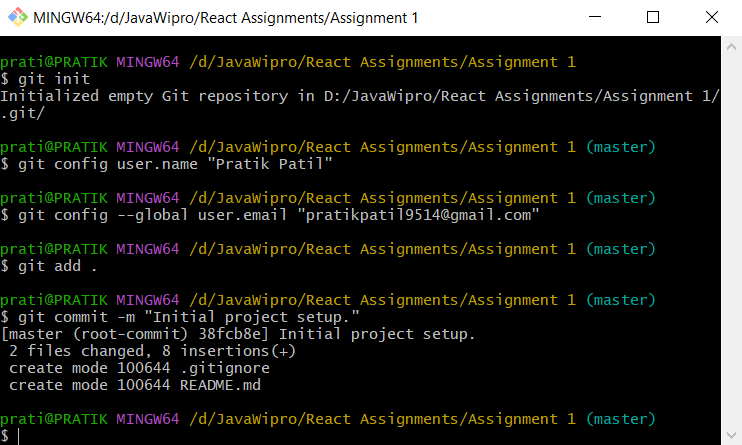 MINGW64:/d/JavaWipro/React Assignments/Assignment 1
prati@PRATIK MINGW64 /d/JavaWipro/React Assignments/Assignment 1
$ git init
Initialized empty Git repository in D:/JavaWipro/React Assignments/Assignment 1/
.git/
prati@PRATIK MINGW64 /d/JavaWipro/React Assignments/Assignment 1 (master)
$ git config user.name "Pratik Patil"
prati@PRATIK MINGW64 /d/JavaWipro/React Assignments/Assignment 1 (master)
$ git config --global user.email "pratikpatil9514@gmail.com"
prati@PRATIK MINGW64 /d/JavaWipro/React Assignments/Assignment 1 (master)
$ git add .
prati@PRATIK MINGW64 /d/JavaWipro/React Assignments/Assignment 1 (master)
$ git commit -m "Initial project setup."
[master (root-commit) 38fcb8e] Initial project setup.
 2 files changed, 8 insertions(+)
 create mode 100644 .gitignore
 create mode 100644 README.md
prati@PRATIK MINGW64 /d/JavaWipro/React Assignments/Assignment 1 (master)
$